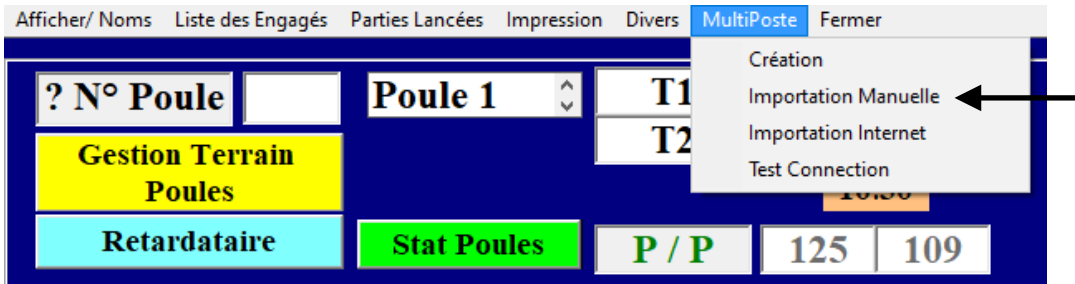 Afficher/ Noms Liste des Engagés Parties Lancées Impression Divers MultiPoste Fermer
Création
Importation Manuelle
Importation Internet
Test Connection
? N° Poule Poule 1 T1
T2
Gestion Terrain
Poules
Retardataire Stat Poules P / P 125 109